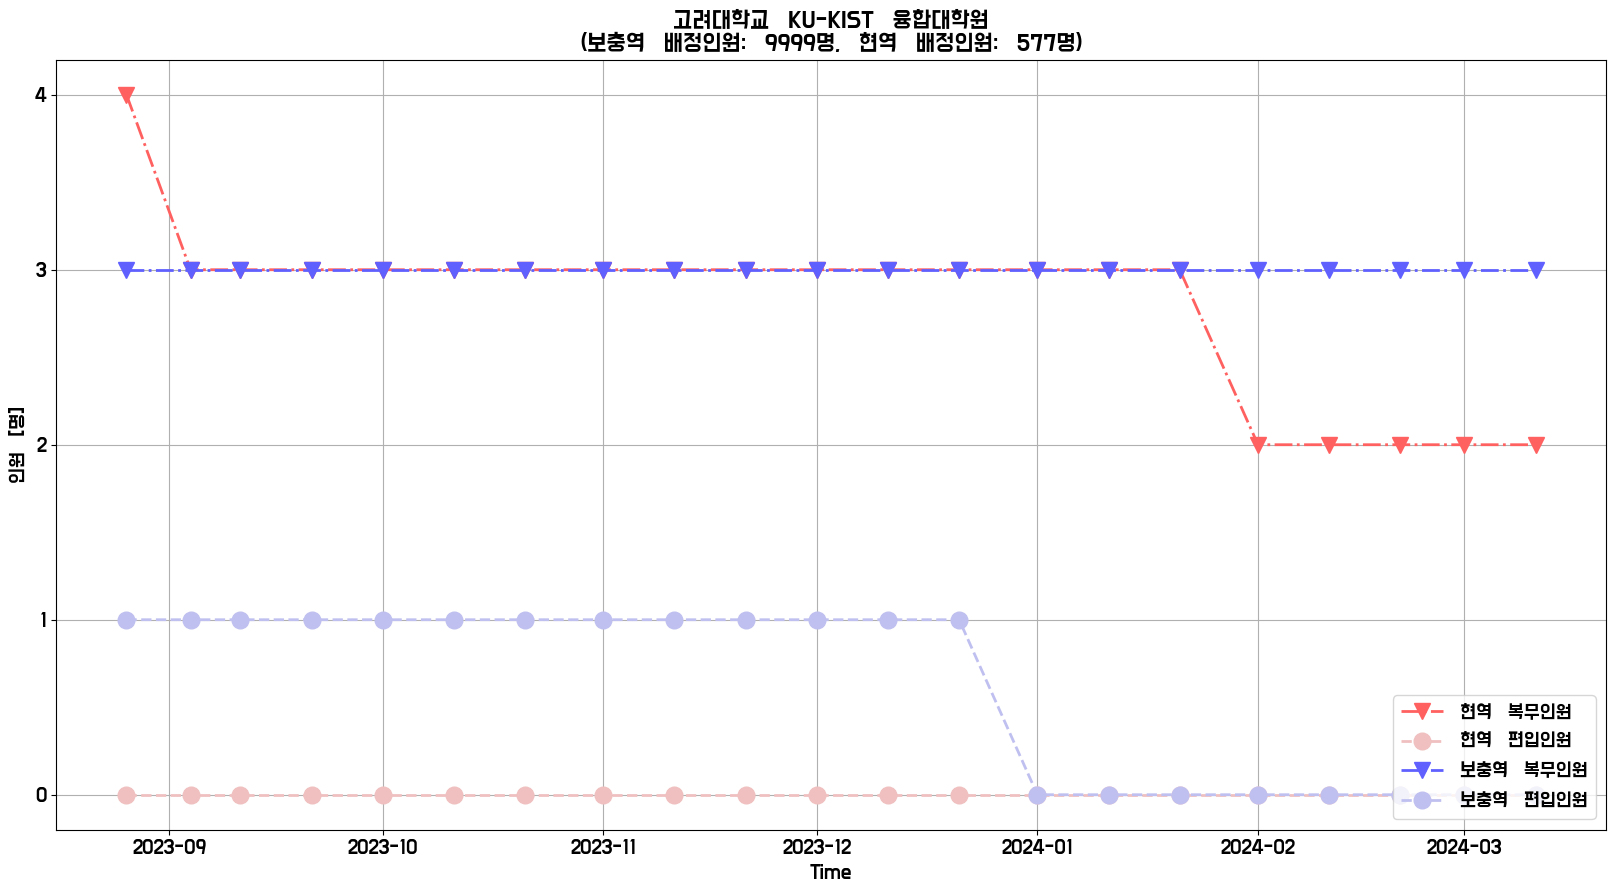 고려대학교 KU-KIST 융합대학원
(보충역 배정인원: 9999명, 현역 배정인원: 577명)
4
3
2
1
0
인원 [명]
2023-09 2023-10 2023-11 2023-12 2024-01 2024-02 2024-03
Time
현역 복무인원
현역 편입인원
보충역 복무인원
보충역 편입인원